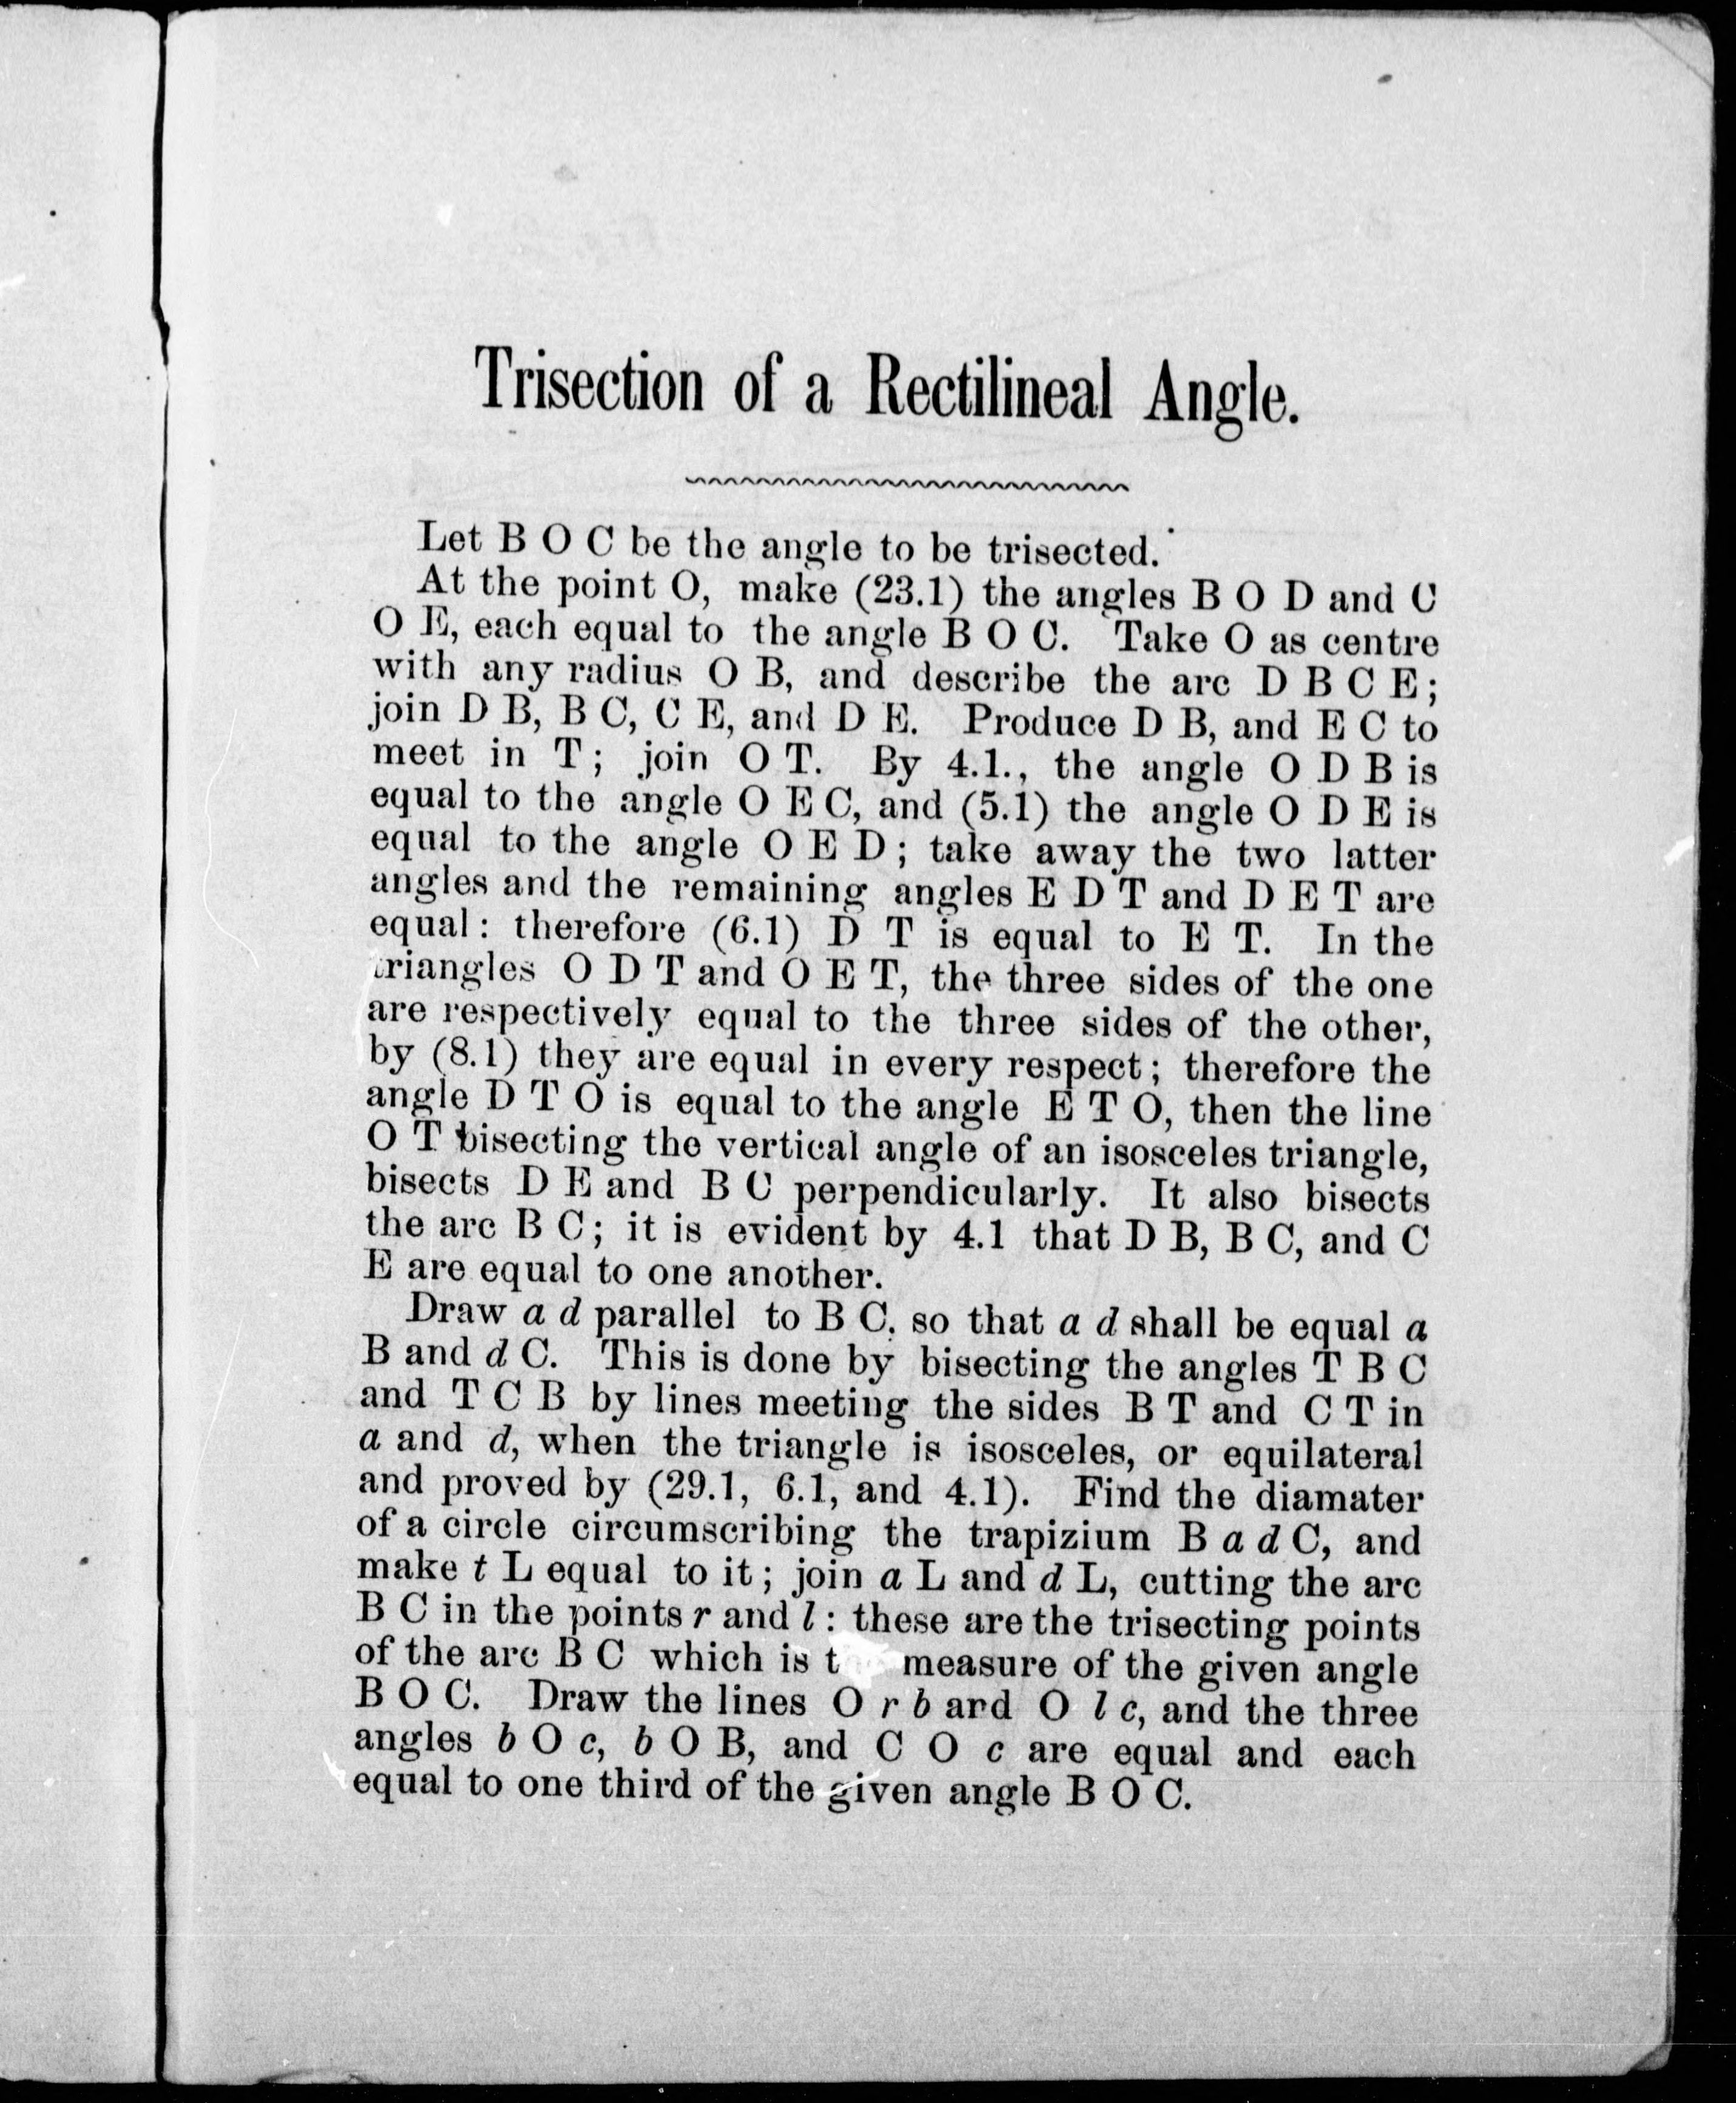 Trisection of a Rectilineal Angle.
Let B O C be the angle to be trisected.
At the point O, make (23.1) the angles B O D and C
O E, each equal to the angle B O C. Take O as centre
with any radius O B, and describe the arc D B C E;
join D B, B C, C E, and D E. Produce D B, and E C to
meet in T; join O T. By 4.1., the angle O D B is
equal to the angle O E C, and (5.1) the angle O D E is
equal to the angle O E D; take away the two latter
angles and the remaining angles E D T and D E T are
equal: therefore (6.1) D T is equal to E T. In the
triangles O D T and O E T, the three sides of the one
are respectively equal to the three sides of the other,
by (8.1) they are equal in every respect; therefore the
angle D T O is equal to the angle E T O, then the line
O T bisecting the vertical angle of an isosceles triangle,
bisects D E and B C perpendicularly. It also bisects
the arc B C; it is evident by 4.1 that D B, B C, and C
E are equal to one another.
Draw a d parallel to B C, so that a d shall be equal a
B and d C. This is done by bisecting the angles T B C
and T C B by lines meeting the sides B T and C T in
a and d, when the triangle is isosceles, or equilateral
and proved by (29.1, 6.1, and 4.1). Find the diamater
of a circle circumscribing the trapizium B a d C, and
make t L equal to it; join a L and d L, cutting the arc
B C in the points r and l: these are the trisecting points
of the arc B C which is measure of the given angle
B O C. Draw the lines O r b and O l c, and the three
angles b O c, b O B, and C O c are equal and each
equal to one third of the given angle B O C.